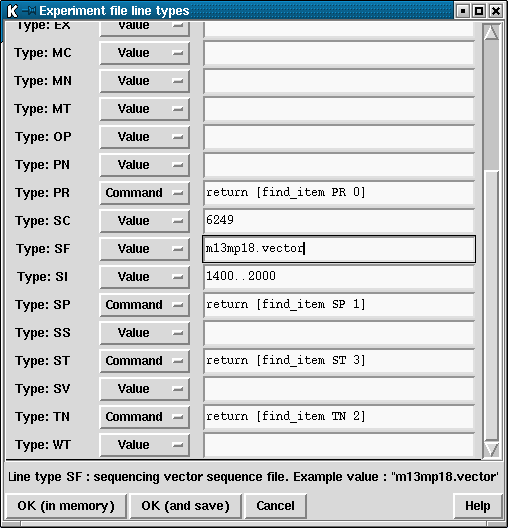 K Experiment file line types
Type: EX Value
Type: MC Value
Type: MN Value
Type: MT Value
Type: OP Value
Type: PN Value
Type: PR Command return [find_item PR 0]
Type: SC Value 6249
Type: SF Value m13mp18.vector
Type: SI Value 1400..2000
Type: SP Command return [find_item SP 1]
Type: SS Value
Type: ST Command return [find_item ST 3]
Type: SV Value
Type: TN Command return [find_item TN 2]
Type: WT Value
Line type SF : sequencing vector sequence file. Example value : "m13mp18.vector"
OK (in memory) OK (and save) Cancel Help